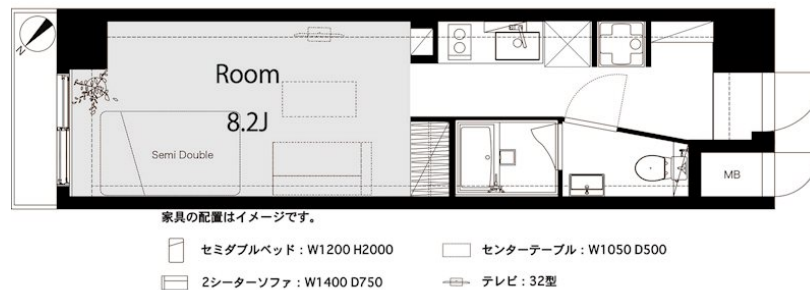 N
Room
8.2J
Semi Double
MB
家具の配置はイメージです。
セミダブルベッド：W1200 H2000
センターテーブル：W1050 D500
2シーターソファ：W1400 D750
テレビ：32型